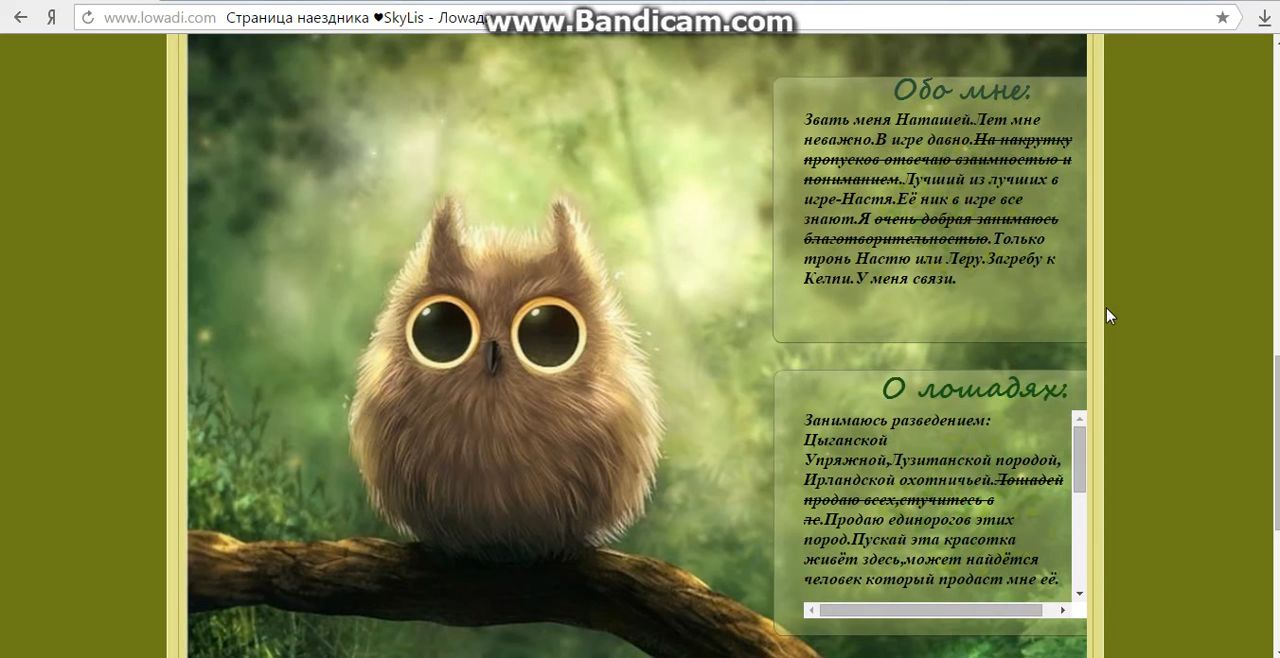 www.lowadi.com Страница наездника ♥SkyLis - Лowади
www.Bandicam.com
Обо мне:
Звать меня Наташей.Лет мне
неважно.В игре давно.На накрутку
пропусков отвечаю взаимностью и
пониманием.Лучший из лучших в
игре-Настя.Её ник в игре все
знают.Я очень добрая занимаюсь
благотворительностью.Только
тронь Настю или Леру.Загребу к
Келпи.У меня связи.
О лошадях:
Занимаюсь разведением:
Цыганской
Упряжной,Лузитанской породой,
Ирландской охотничьей.Лошадей
продаю всех,стучитесь в
лс.Продаю единорогов этих
пород.Пускай эта красотка
живёт здесь,может найдётся
человек который продаст мне её.